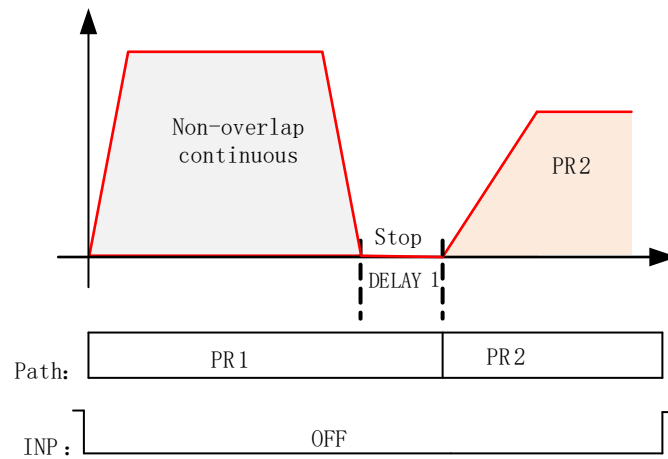 Non-overlap
continuous
PR2
Stop
DELAY 1
Path: PR1 PR2
INP: OFF